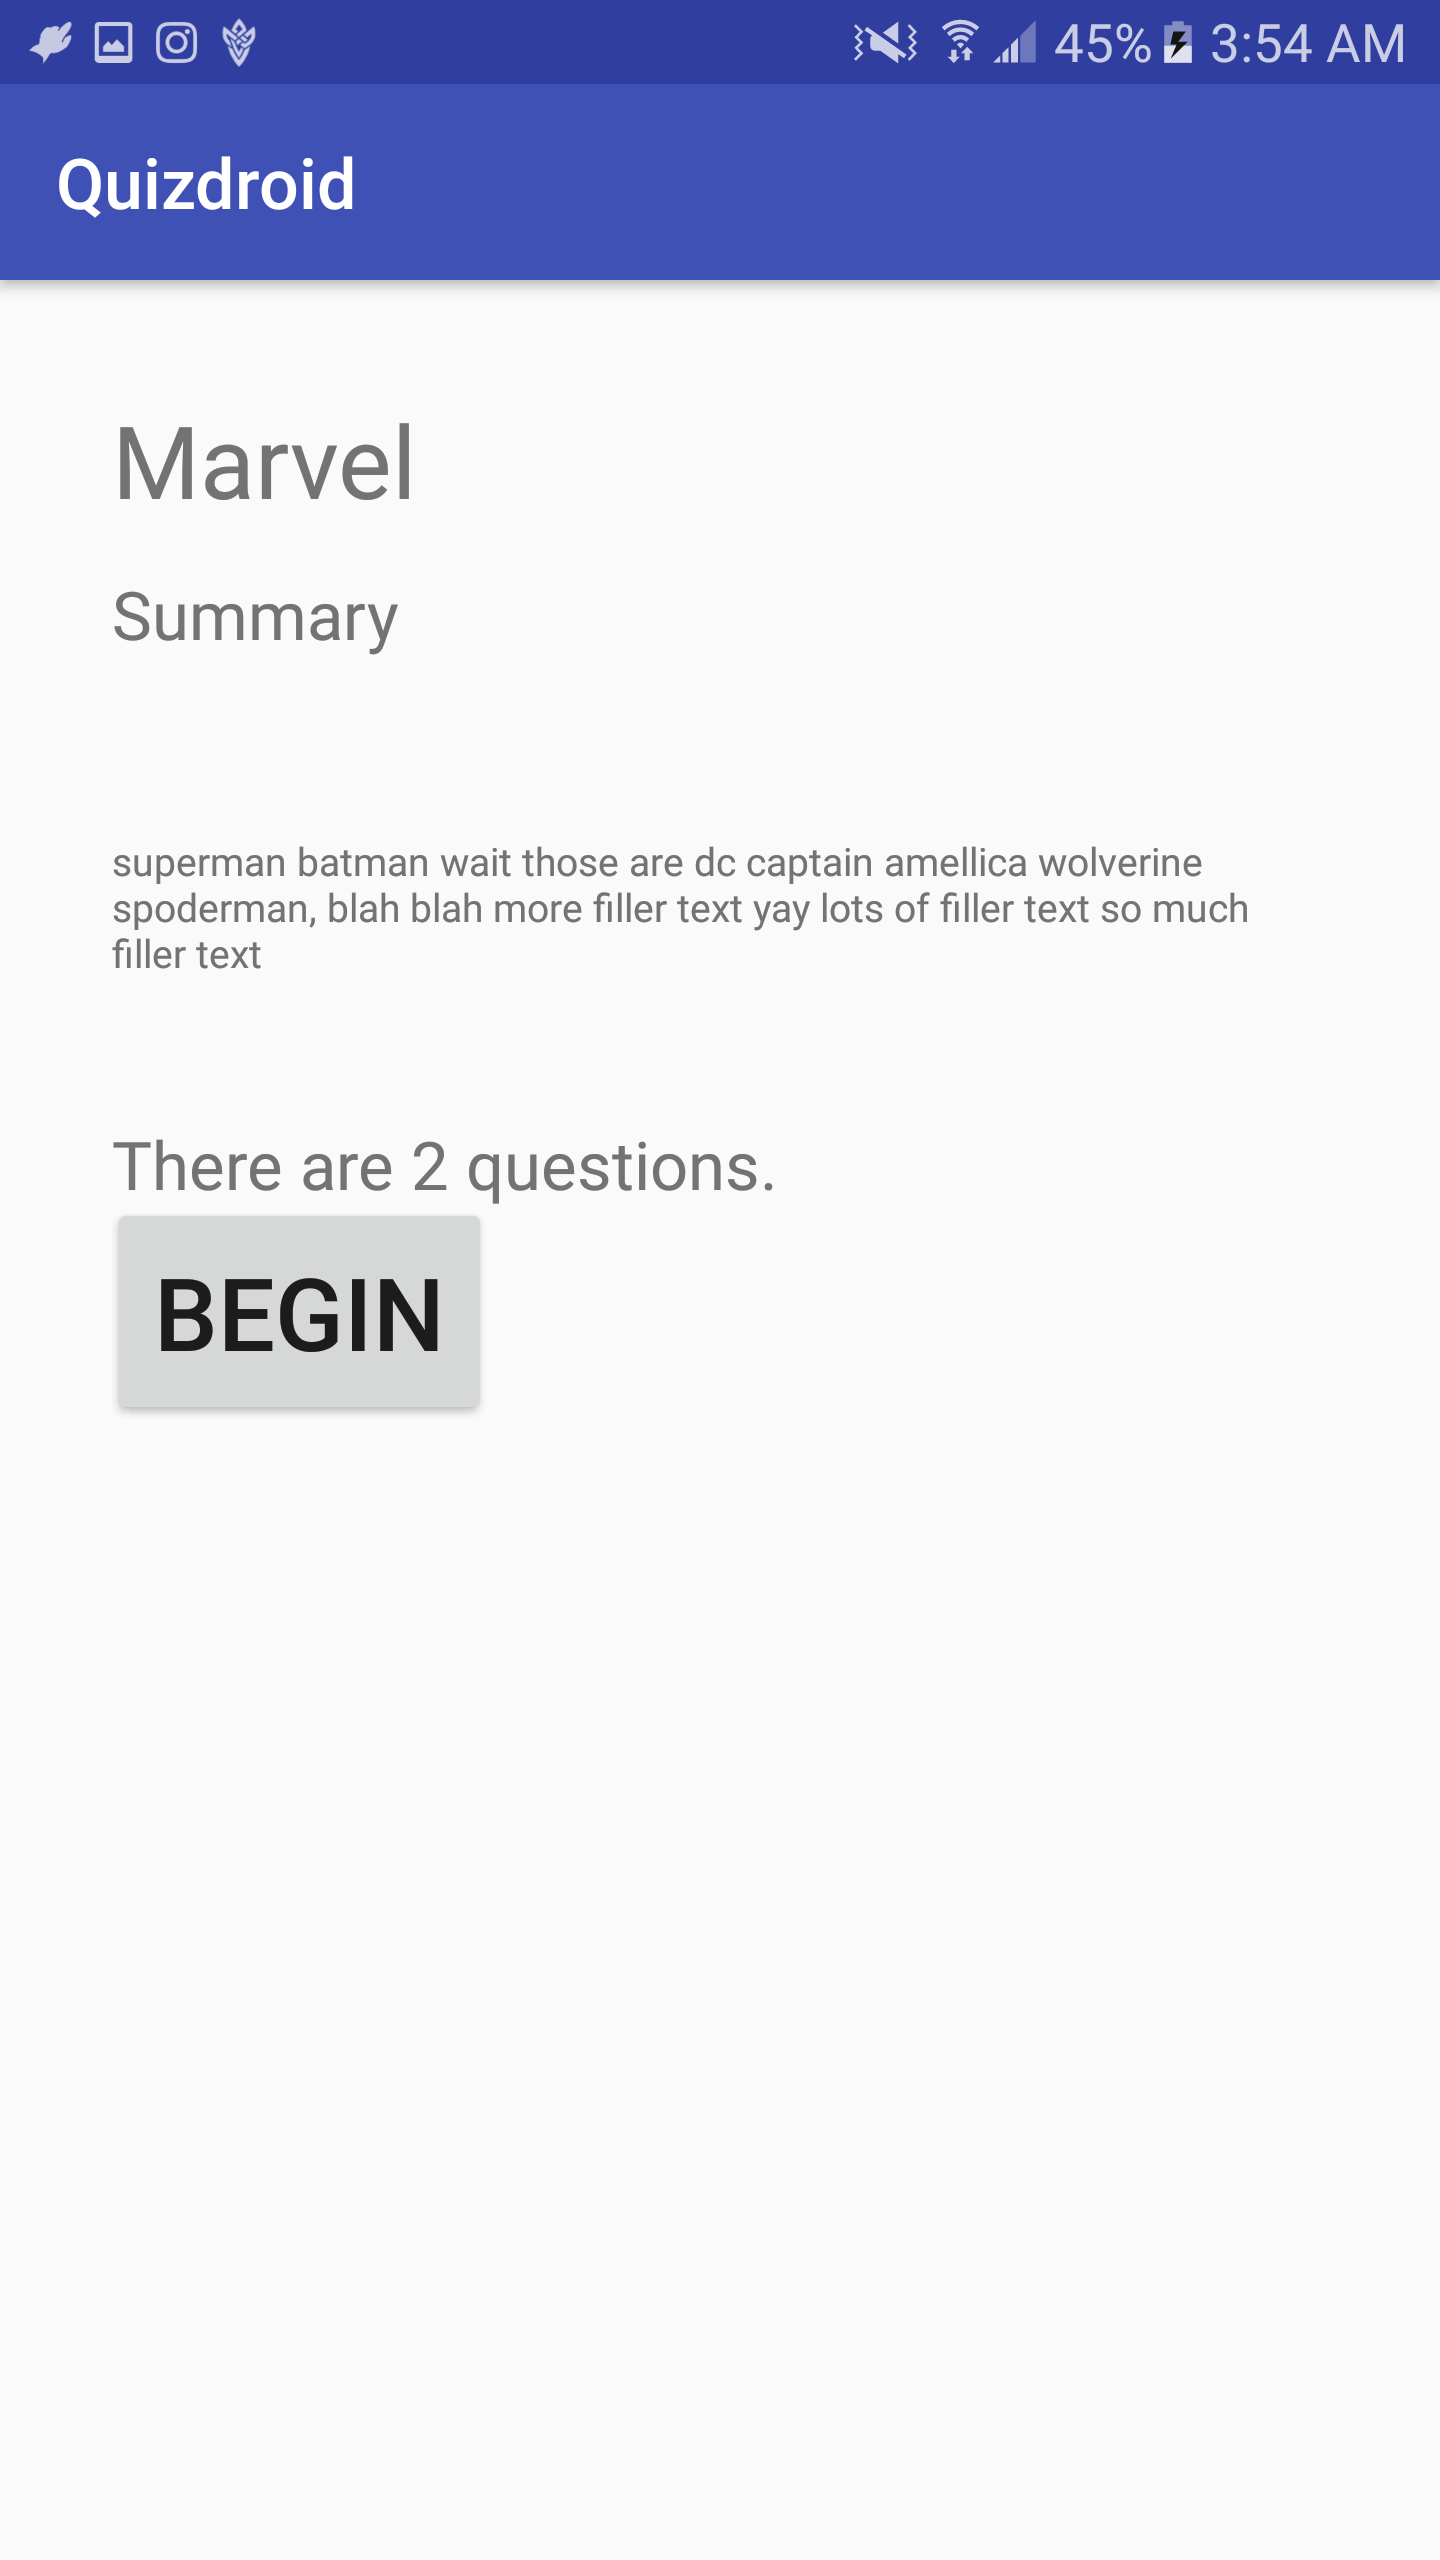 45% 3:54 AM
Quizdroid
Marvel
Summary
superman batman wait those are dc captain amellica wolverine
spoderman, blah blah more filler text yay lots of filler text so much
filler text
There are 2 questions.
BEGIN